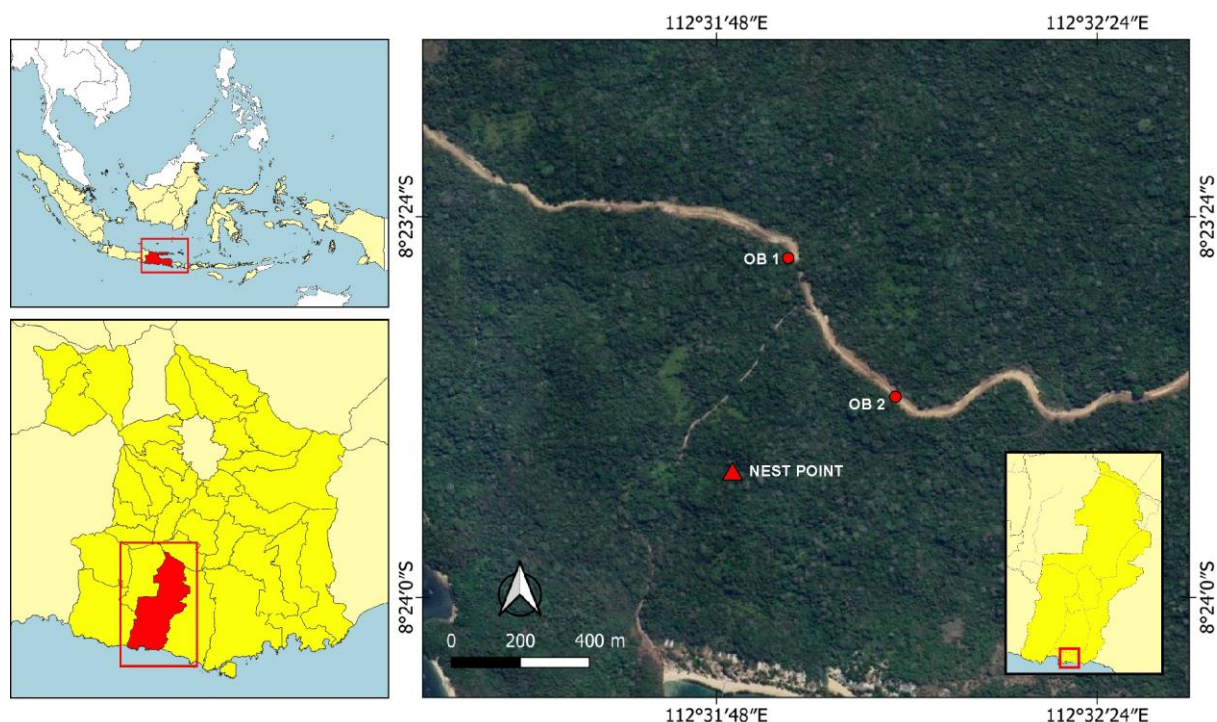 112°31′48″E 112°32′24″E
8°23′24″S 8°23′24″S
OB 1
OB 2
NEST POINT
8°24′0″S 8°24′0″S
0 200 400 m
112°31′48″E 112°32′24″E